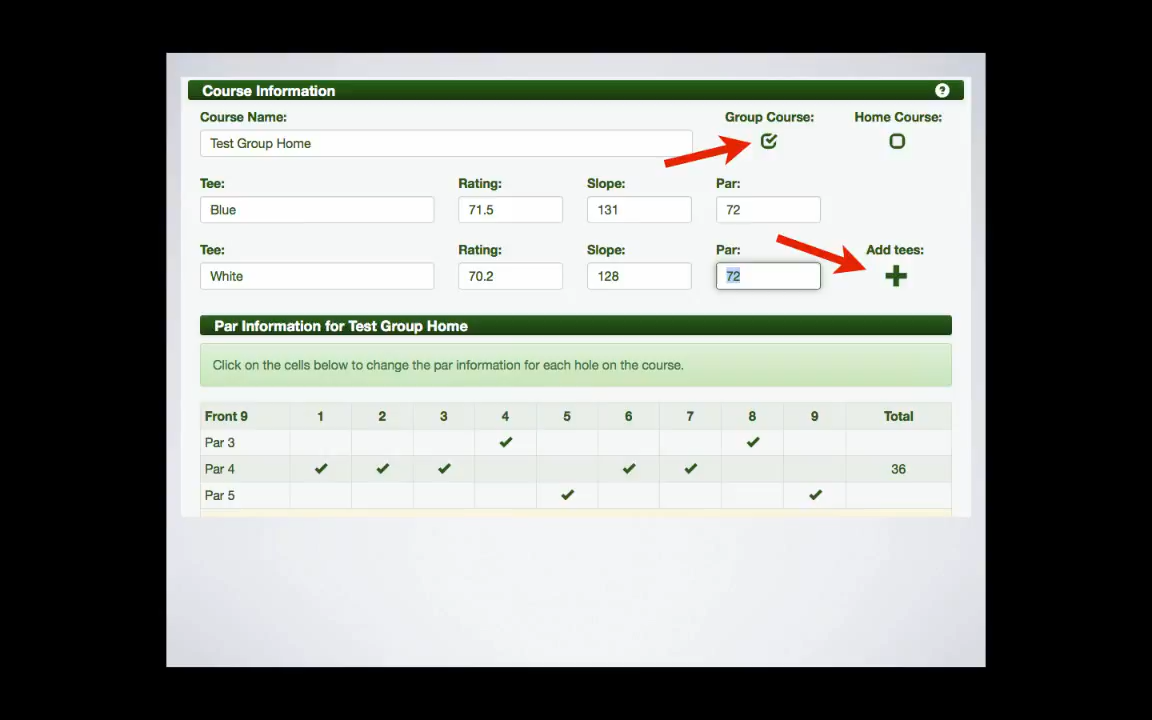 Course Information ?
Course Name: Group Course: Home Course:
Test Group Home
Tee: Rating: Slope: Par:
Blue 71.5 131 72
Tee: Rating: Slope: Par: Add tees:
White 70.2 128 72
Par Information for Test Group Home
Click on the cells below to change the par information for each hole on the course.
Front 9 1 2 3 4 5 6 7 8 9 Total
Par 3
Par 4 36
Par 5